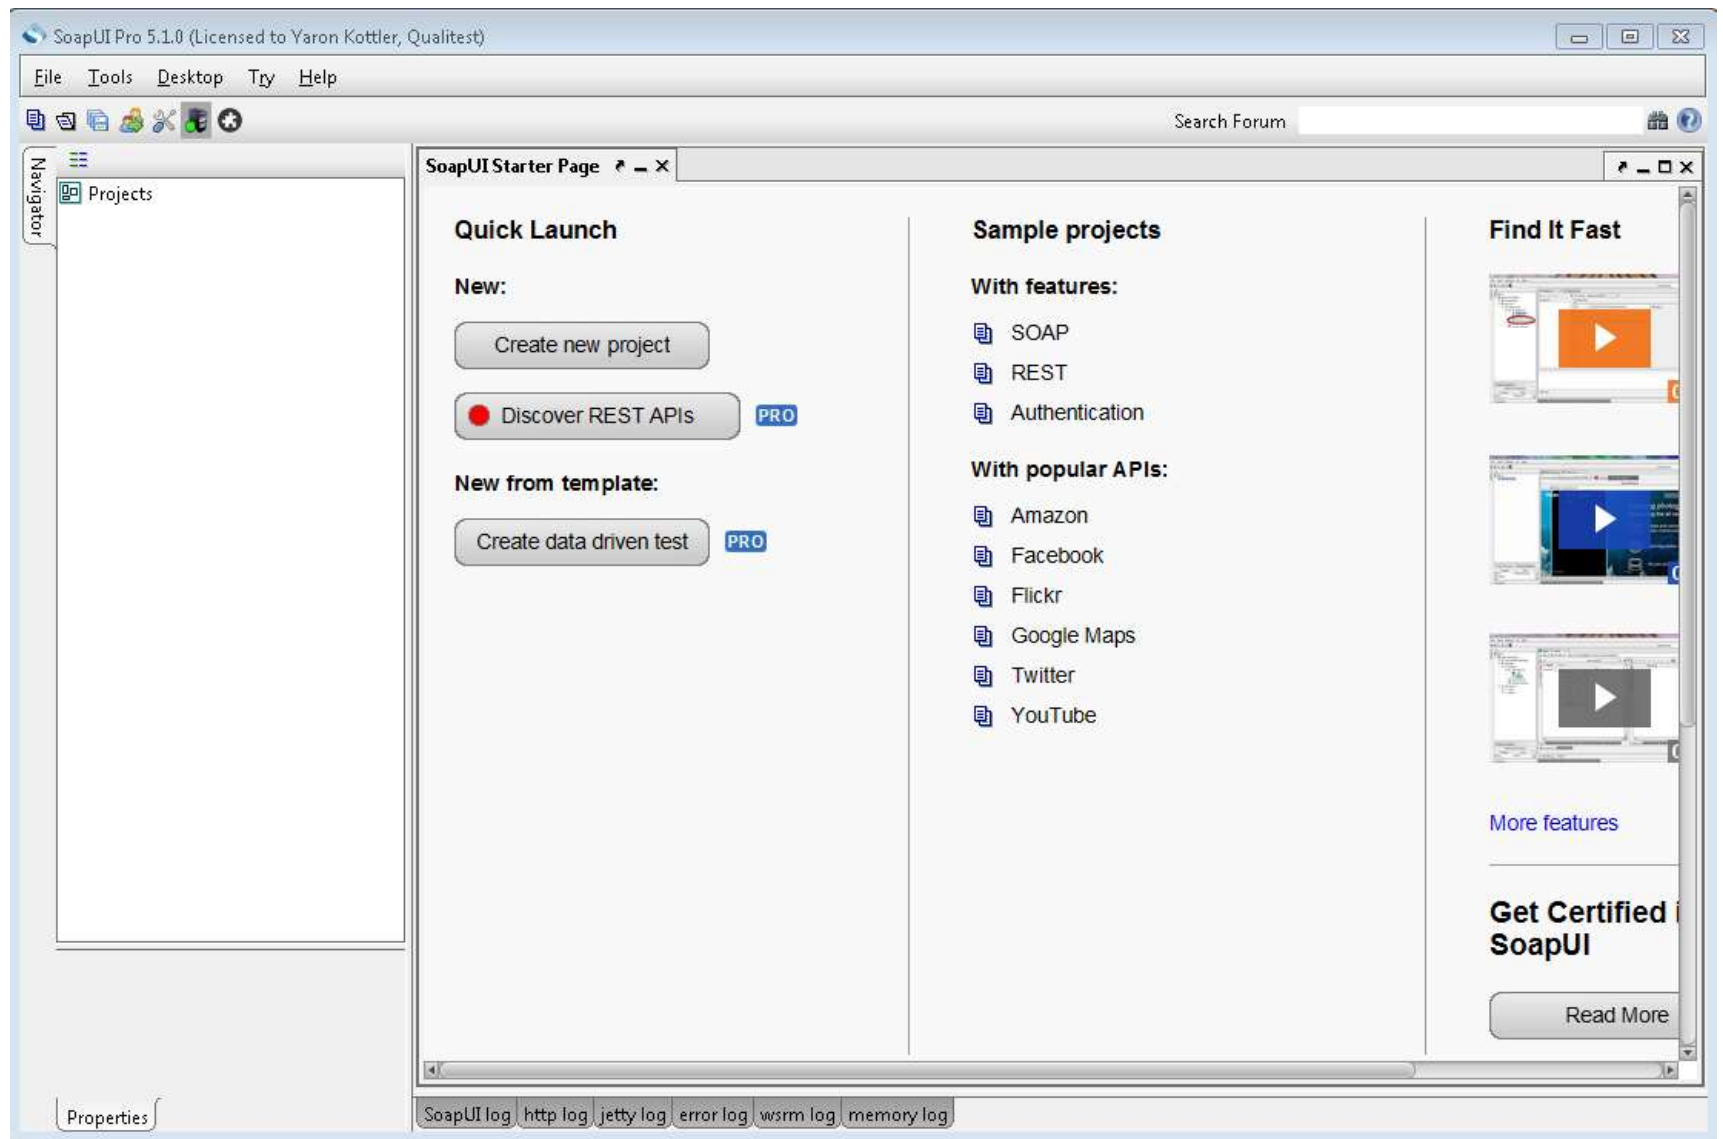 SoapUI Pro 5.1.0 (Licensed to Yaron Kottler, Qualitest)
File Tools Desktop Try Help
Search Forum
Navigator
Projects
SoapUI Starter Page
Quick Launch
New:
Create new project
Discover REST APIs PRO
New from template:
Create data driven test PRO
Sample projects
With features:
SOAP
REST
Authentication
With popular APIs:
Amazon
Facebook
Flickr
Google Maps
Twitter
YouTube
Find It Fast
More features
Get Certified
SoapUI
Read More
Properties
SoapUI log http log jetty log error log wsrm log memory log